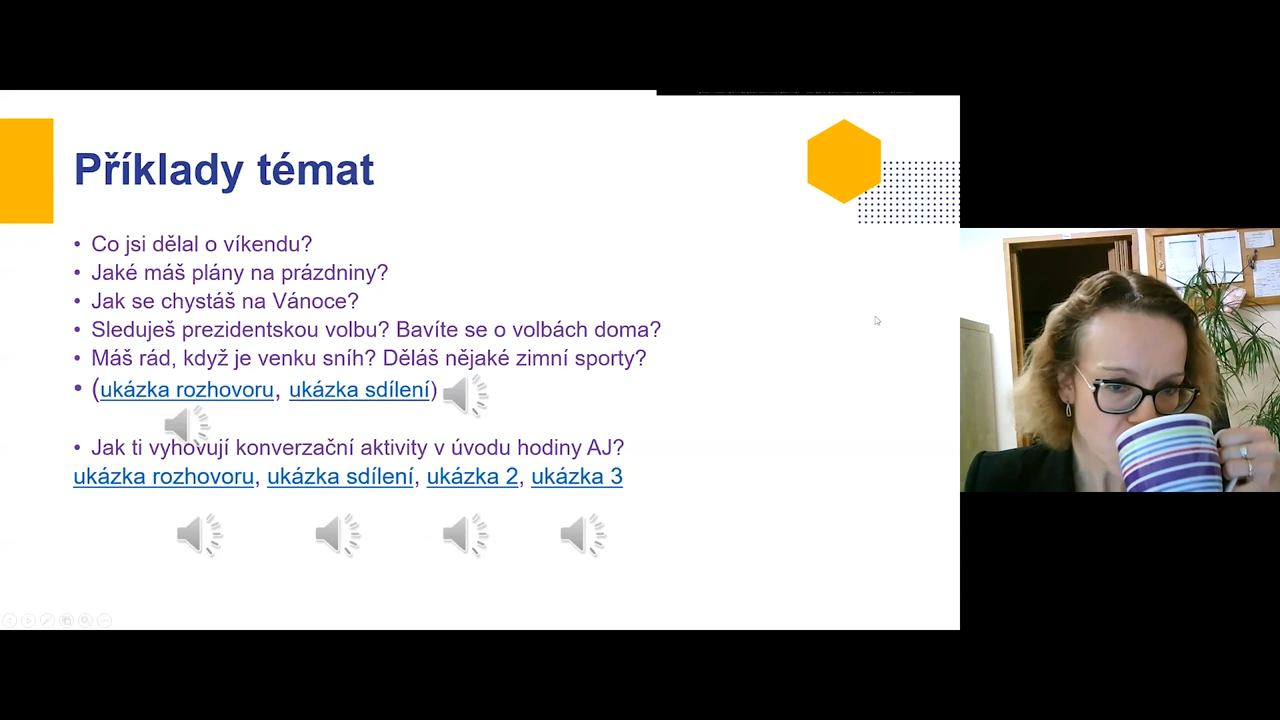 Příklady témat
• Co jsi dělal o víkendu?
• Jaké máš plány na prázdniny?
• Jak se chystáš na Vánoce?
• Sleduješ prezidentskou volbu? Bavíte se o volbách doma?
• Máš rád, když je venku sníh? Děláš nějaké zimní sporty?
• (ukázka rozhovoru, ukázka sdílení)
• Jak ti vyhovují konverzační aktivity v úvodu hodiny AJ?
ukázka rozhovoru, ukázka sdílení, ukázka 2, ukázka 3